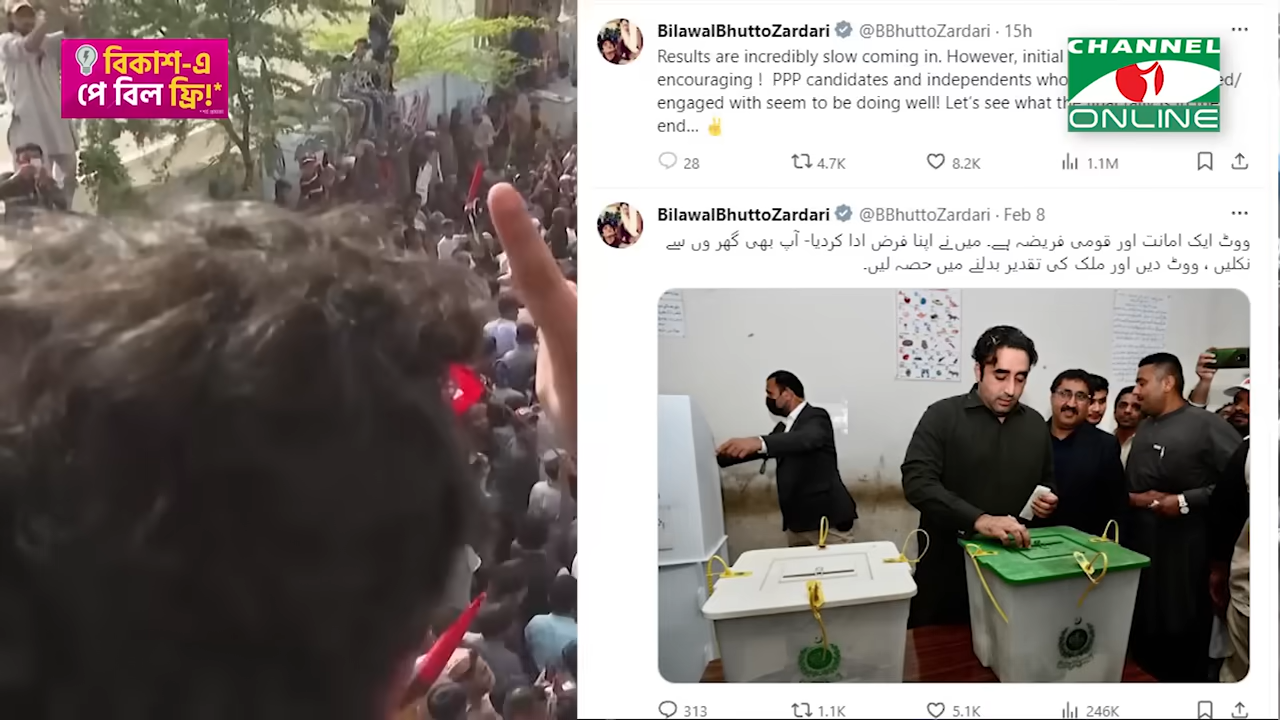 বিকাশ-এ
পে বিল ফ্রি!*
BilawalBhuttoZardari @BBhuttoZardari · 15h
Results are incredibly slow coming in. However, initial
encouraging ! PPP candidates and independents who ed/
engaged with seem to be doing well! Let's see what the
end... ✌
28 4.7K 8.2K 1.1M
CHANNEL
ONLINE
BilawalBhuttoZardari @BBhuttoZardari · Feb 8
ووٹ ایک امانت اور قومی فریضہ ہے۔ میں نے اپنا فرض ادا کردیا- آپ بھی گھر وں سے
نکلیں ، ووٹ دیں اور ملک کی تقدیر بدلنے میں حصہ لیں۔
313 1.1K 5.1K 246K